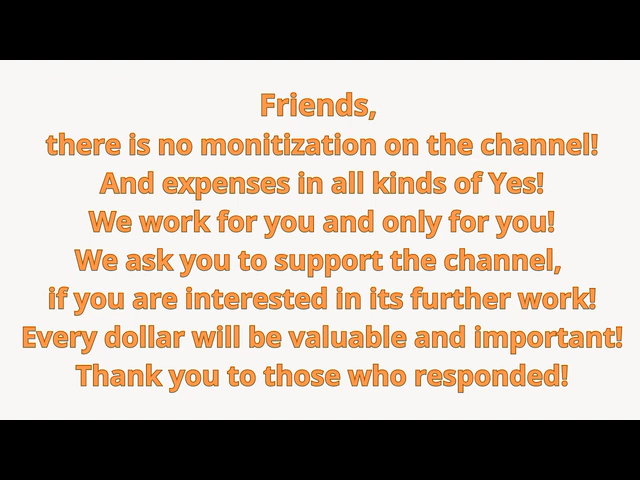 Friends,
there is no monitization on the channel!
And expenses in all kinds of Yes!
We work for you and only for you!
We ask you to support the channel,
if you are interested in its further work!
Every dollar will be valuable and important!
Thank you to those who responded!